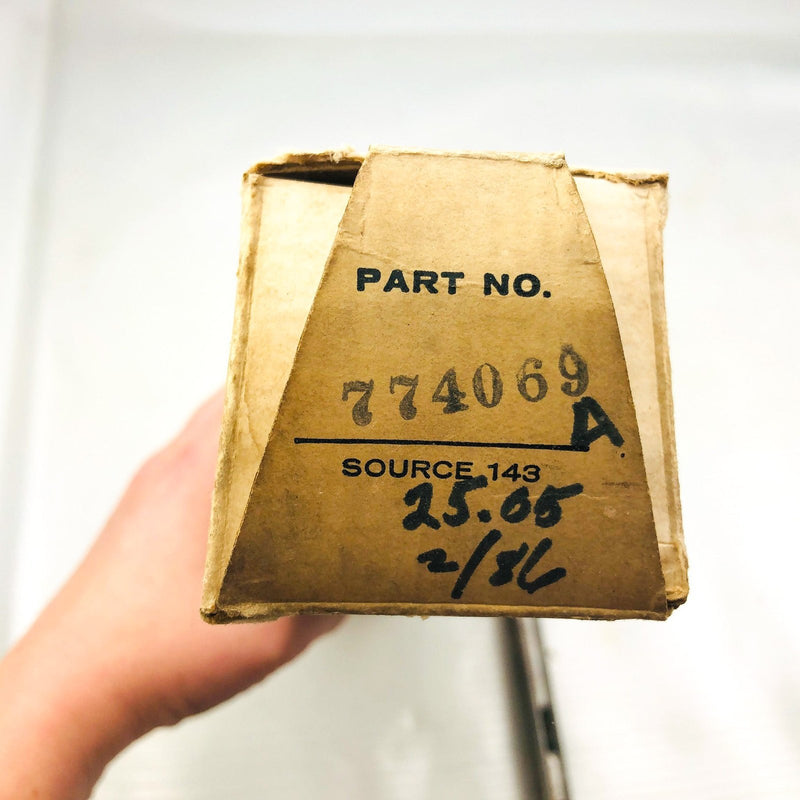 PART NO.
774069
A
SOURCE 143
25.05
2/86